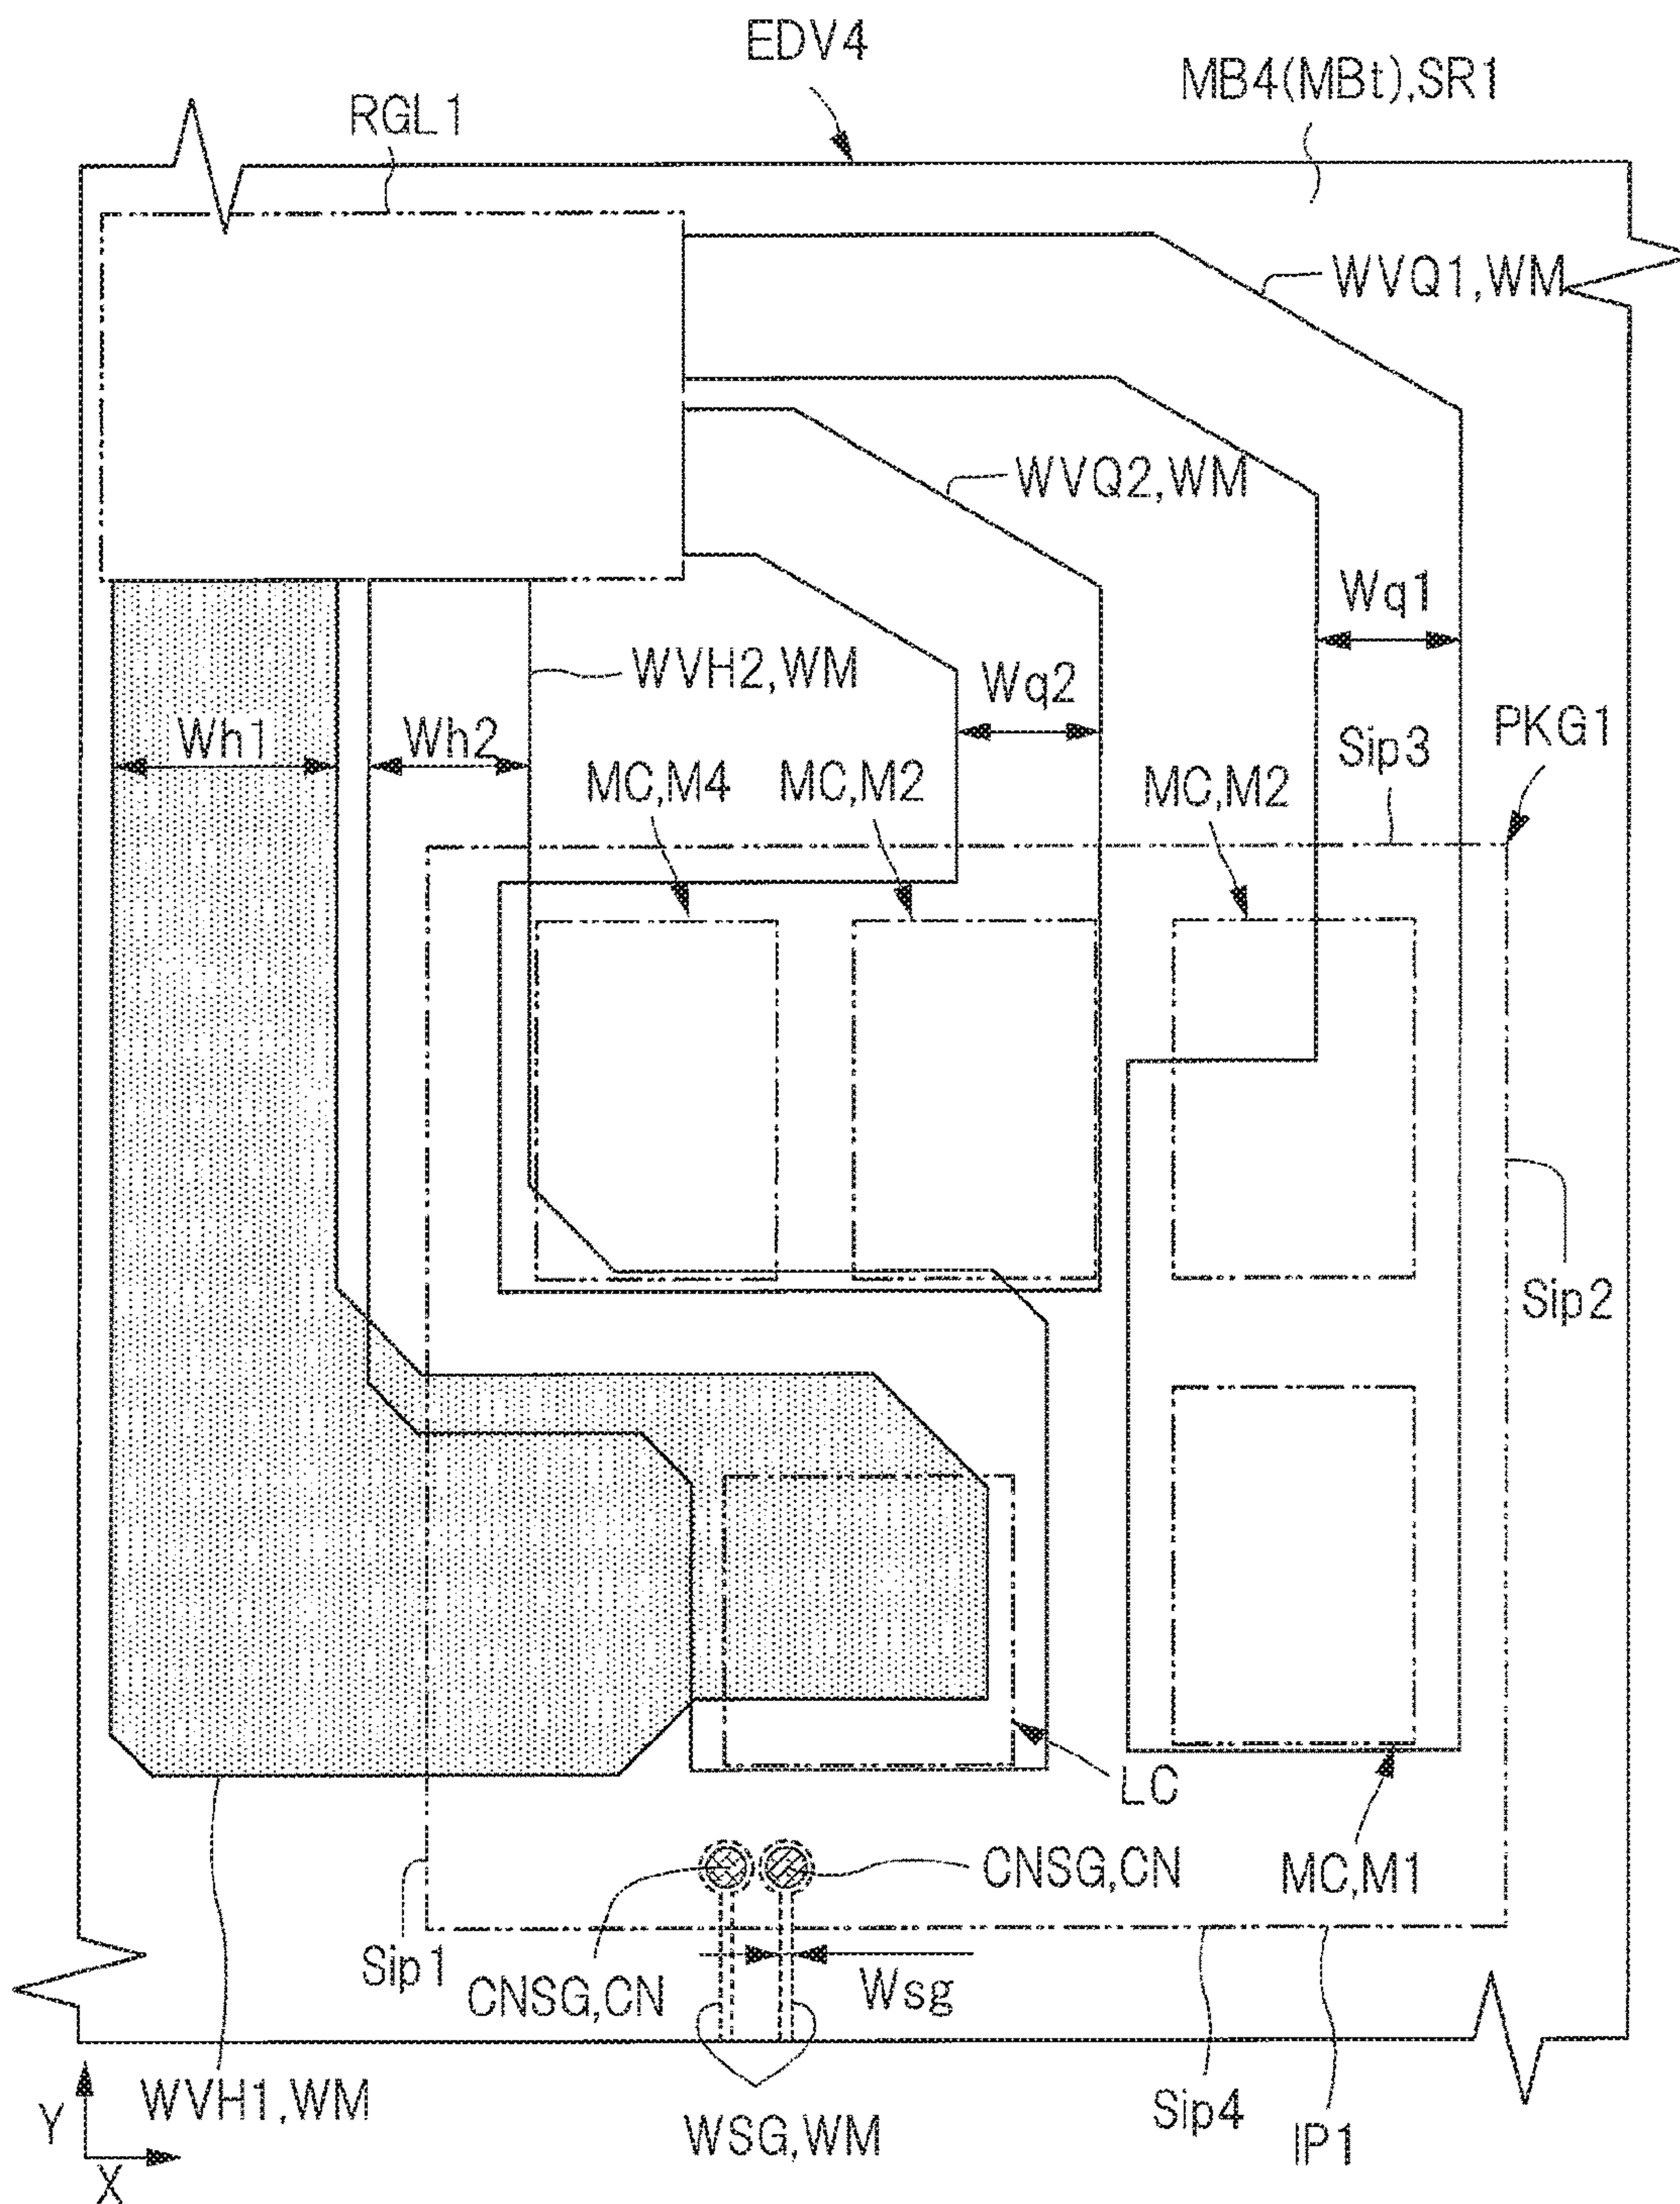 EDV4
MB4(MBt),SR1
RGL1
WVQ1,WM
WVQ2,WM
Wq1
WVH2,WM
Wq2
PKG1
Wh1
Wh2
Sip3
MC,M4
MC,M2
MC,M2
Sip2
LC
CNSG,CN
MC,M1
Sip1
CNSG,CN
Wsg
WVH1,WM
Sip4
Y
WSG,WM
IP1
X